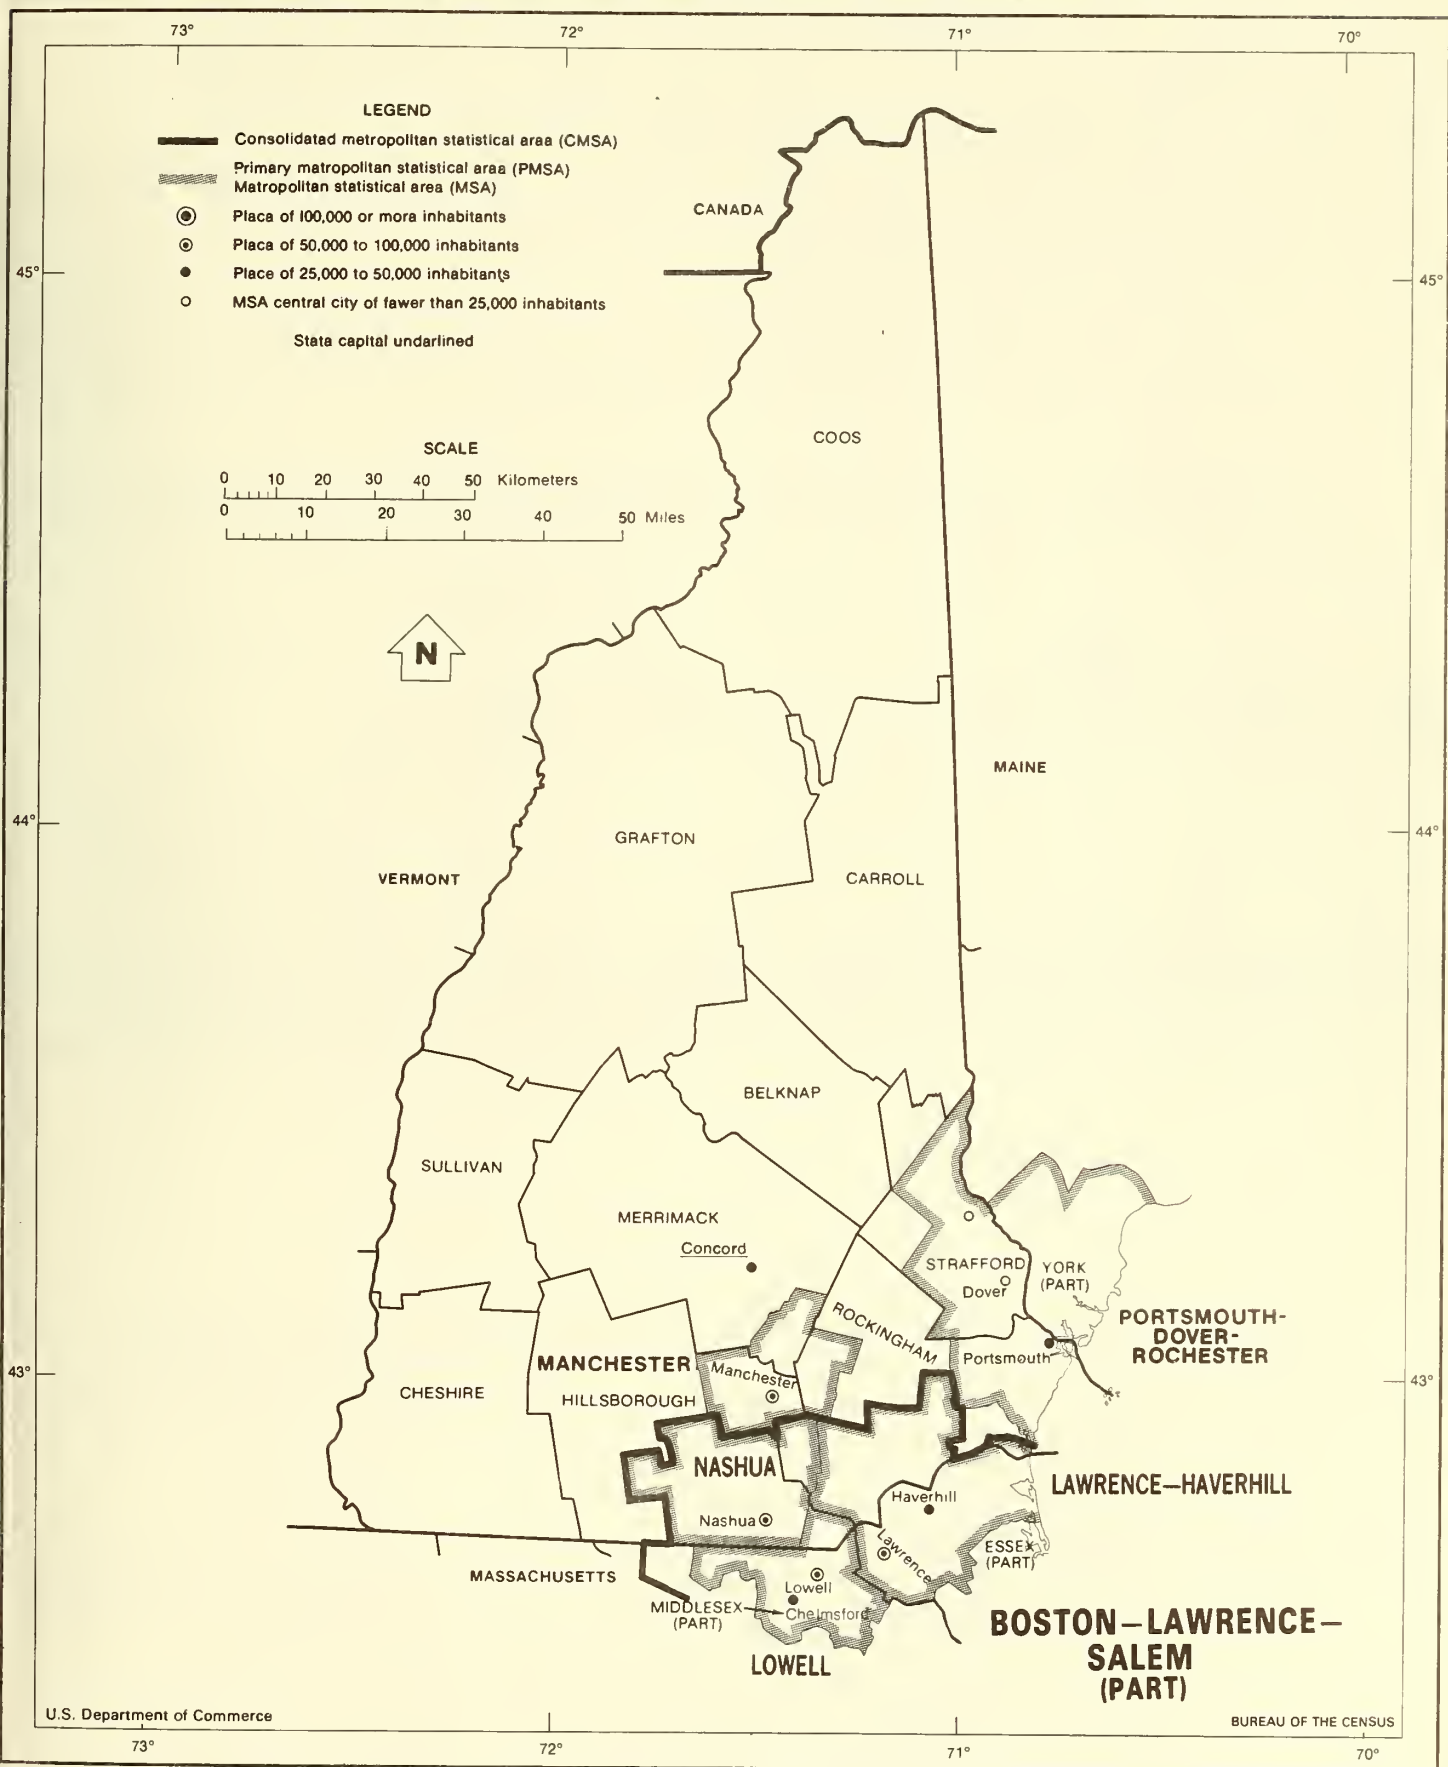 73° 72° 71° 70°
LEGEND
Consolidatad metropolitan statistical araa (CMSA)
Primary matropolitan statistical araa (PMSA)
Matropolitan statistical area (MSA)
Placa of 100,000 or mora inhabitants
Placa of 50,000 to 100,000 inhabitants
Place of 25,000 to 50,000 inhabitants
MSA central city of fawer than 25,000 inhabitants
Stata capital undarlined
CANADA
45° 45°
COOS
SCALE
0 10 20 30 40 50 Kilometers
0 10 20 30 40 50 Miles
N
MAINE
44° 44°
GRAFTON
VERMONT
CARROLL
BELKNAP
SULLIVAN
MERRIMACK
Concord
STRAFFORD
Dover
YORK
(PART)
ROCKINGHAM
PORTSMOUTH-
DOVER-
ROCHESTER
Portsmouth
MANCHESTER
Manchester
43° 43°
CHESHIRE
HILLSBOROUGH
NASHUA
Nashua
LAWRENCE—HAVERHILL
Haverhill
Lawrence
ESSEX
(PART)
MASSACHUSETTS
Lowell
MIDDLESEX
(PART)
Chelmsford
LOWELL
BOSTON—LAWRENCE—
SALEM
(PART)
U.S. Department of Commerce
BUREAU OF THE CENSUS
73° 72° 71° 70°